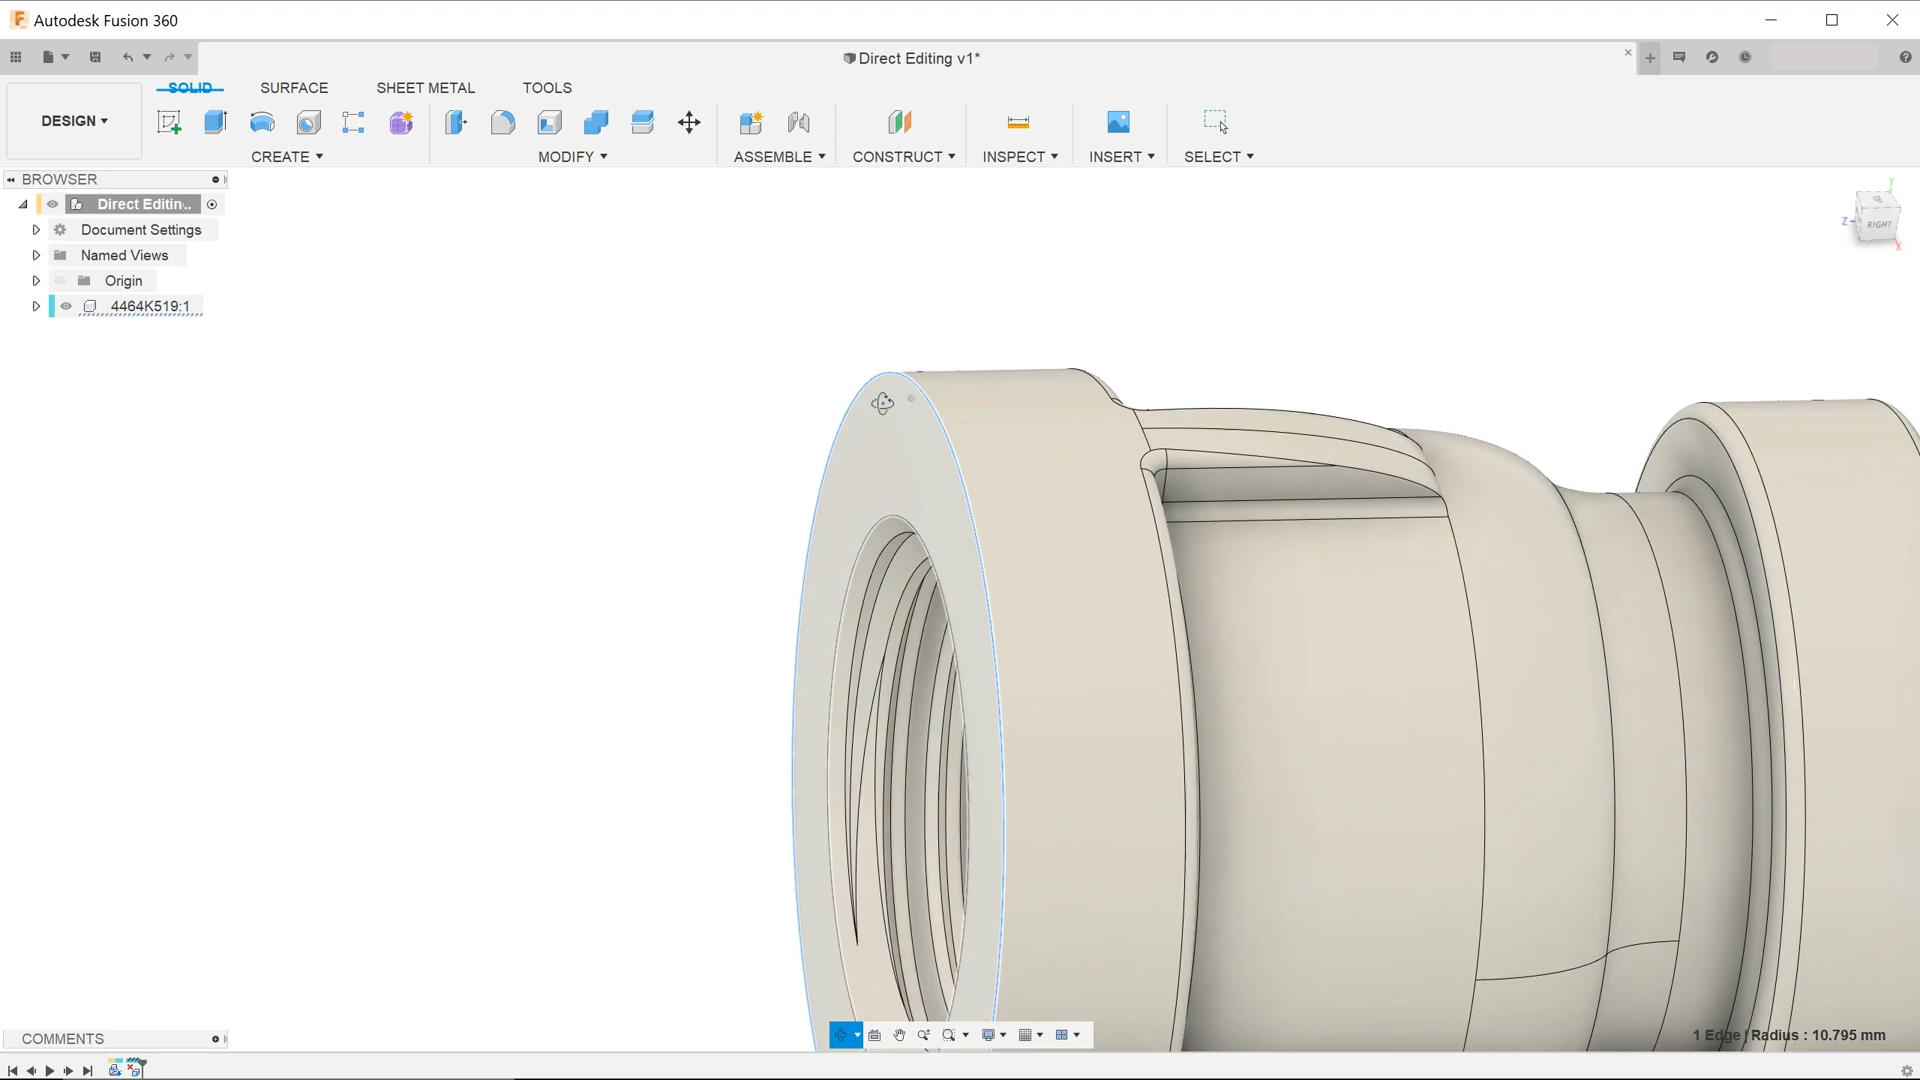 Autodesk Fusion 360
Direct Editing v1*
DESIGN
SOLID
SURFACE
SHEET METAL
TOOLS
CREATE
MODIFY
ASSEMBLE
CONSTRUCT
INSPECT
INSERT
SELECT
BROWSER
Direct Editin..
Document Settings
Named Views
Origin
4464K519:1
Y
Z
RIGHT
X
COMMENTS
1 Edge | Radius : 10.795 mm